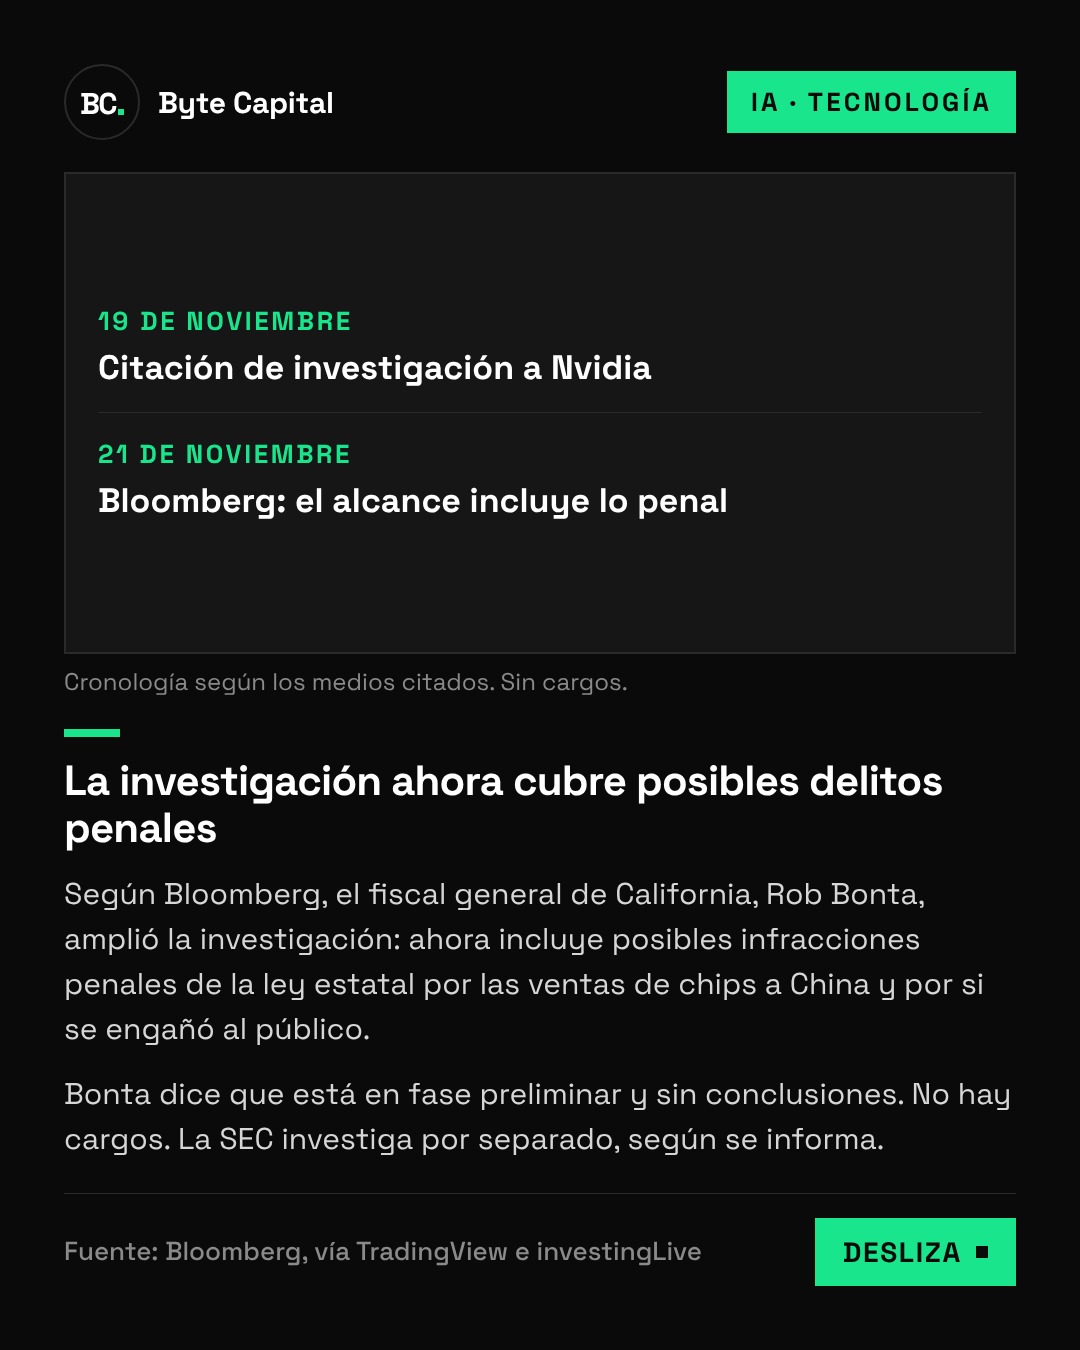 BC.
Byte Capital
IA · TECNOLOGÍA
19 DE NOVIEMBRE
Citación de investigación a Nvidia
21 DE NOVIEMBRE
Bloomberg: el alcance incluye lo penal
Cronología según los medios citados. Sin cargos.
La investigación ahora cubre posibles delitos
penales
Según Bloomberg, el fiscal general de California, Rob Bonta,
amplió la investigación: ahora incluye posibles infracciones
penales de la ley estatal por las ventas de chips a China y por si
se engañó al público.
Bonta dice que está en fase preliminar y sin conclusiones. No hay
cargos. La SEC investiga por separado, según se informa.
Fuente: Bloomberg, vía TradingView e investingLive
DESLIZA